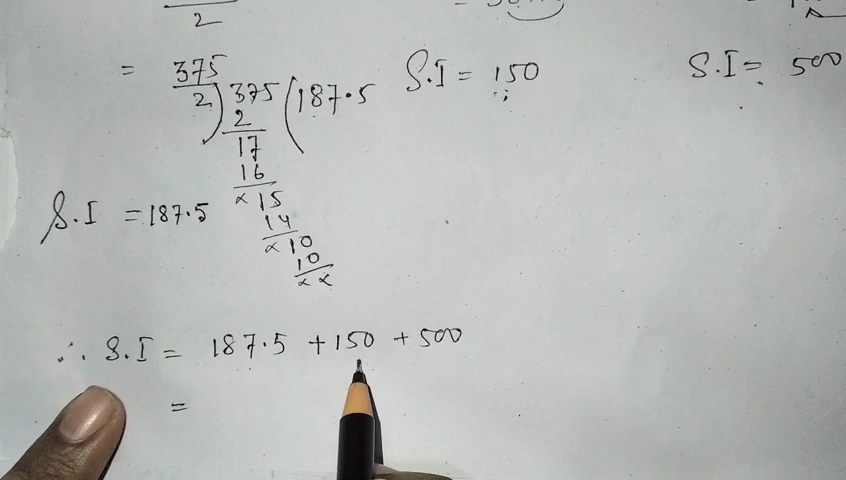 2
= 375
2 ) 375 ( 187.5
2
17
16
× 15
14
× 10
10
× ×
S.I = 187.5
S.I = 150
S.I = 500
∴ S.I = 187.5 + 150 + 500
=